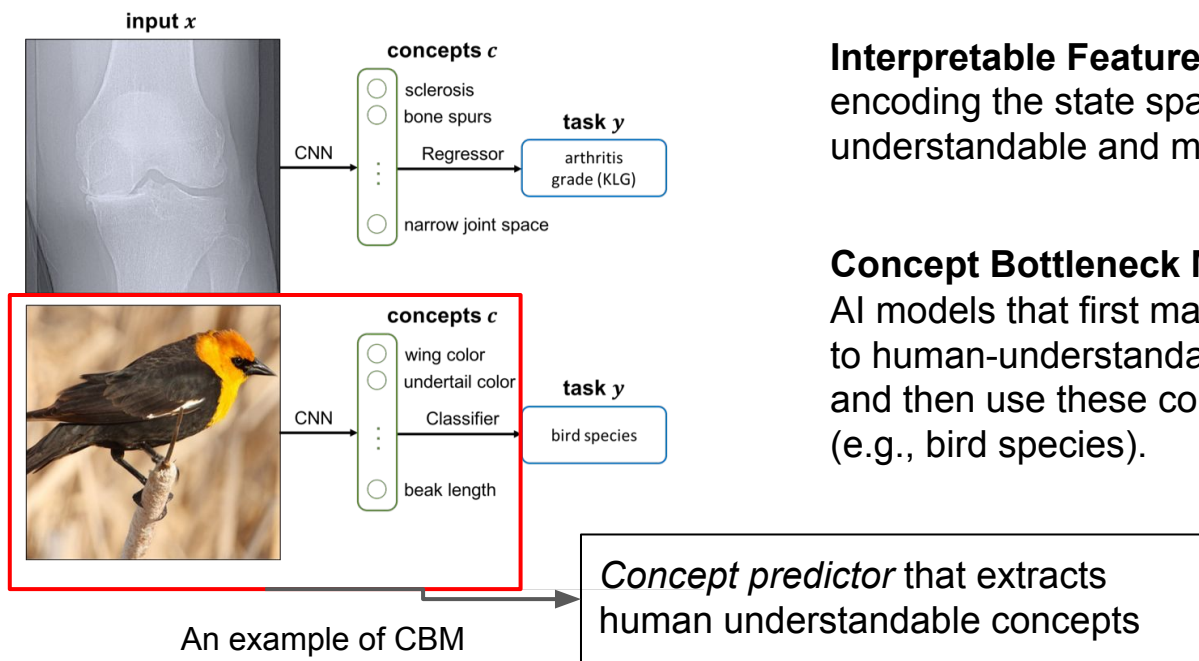 input x
concepts c
sclerosis
bone spurs
task y
CNN
Regressor
arthritis
grade (KLG)
narrow joint space
concepts c
wing color
undertail color
task y
CNN
Classifier
bird species
beak length
An example of CBM
Interpretable Feature
encoding the state spa
understandable and m
Concept Bottleneck
AI models that first ma
to human-understanda
and then use these co
(e.g., bird species).
Concept predictor that extracts
human understandable concepts